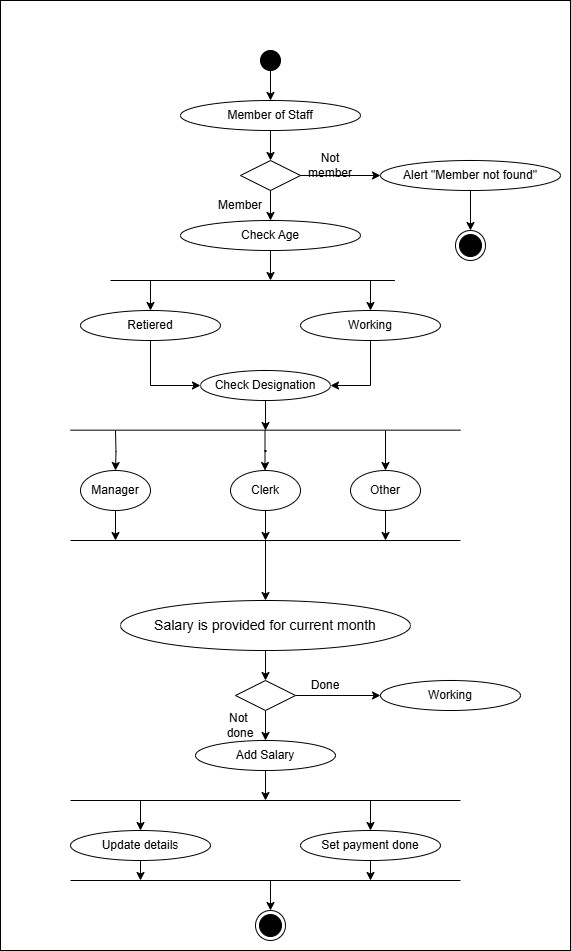 Member of Staff
Not
member
Alert "Member not found"
Member
Check Age
Retiered
Working
Check Designation
Manager
Clerk
Other
Salary is provided for current month
Done
Working
Not
done
Add Salary
Update details
Set payment done